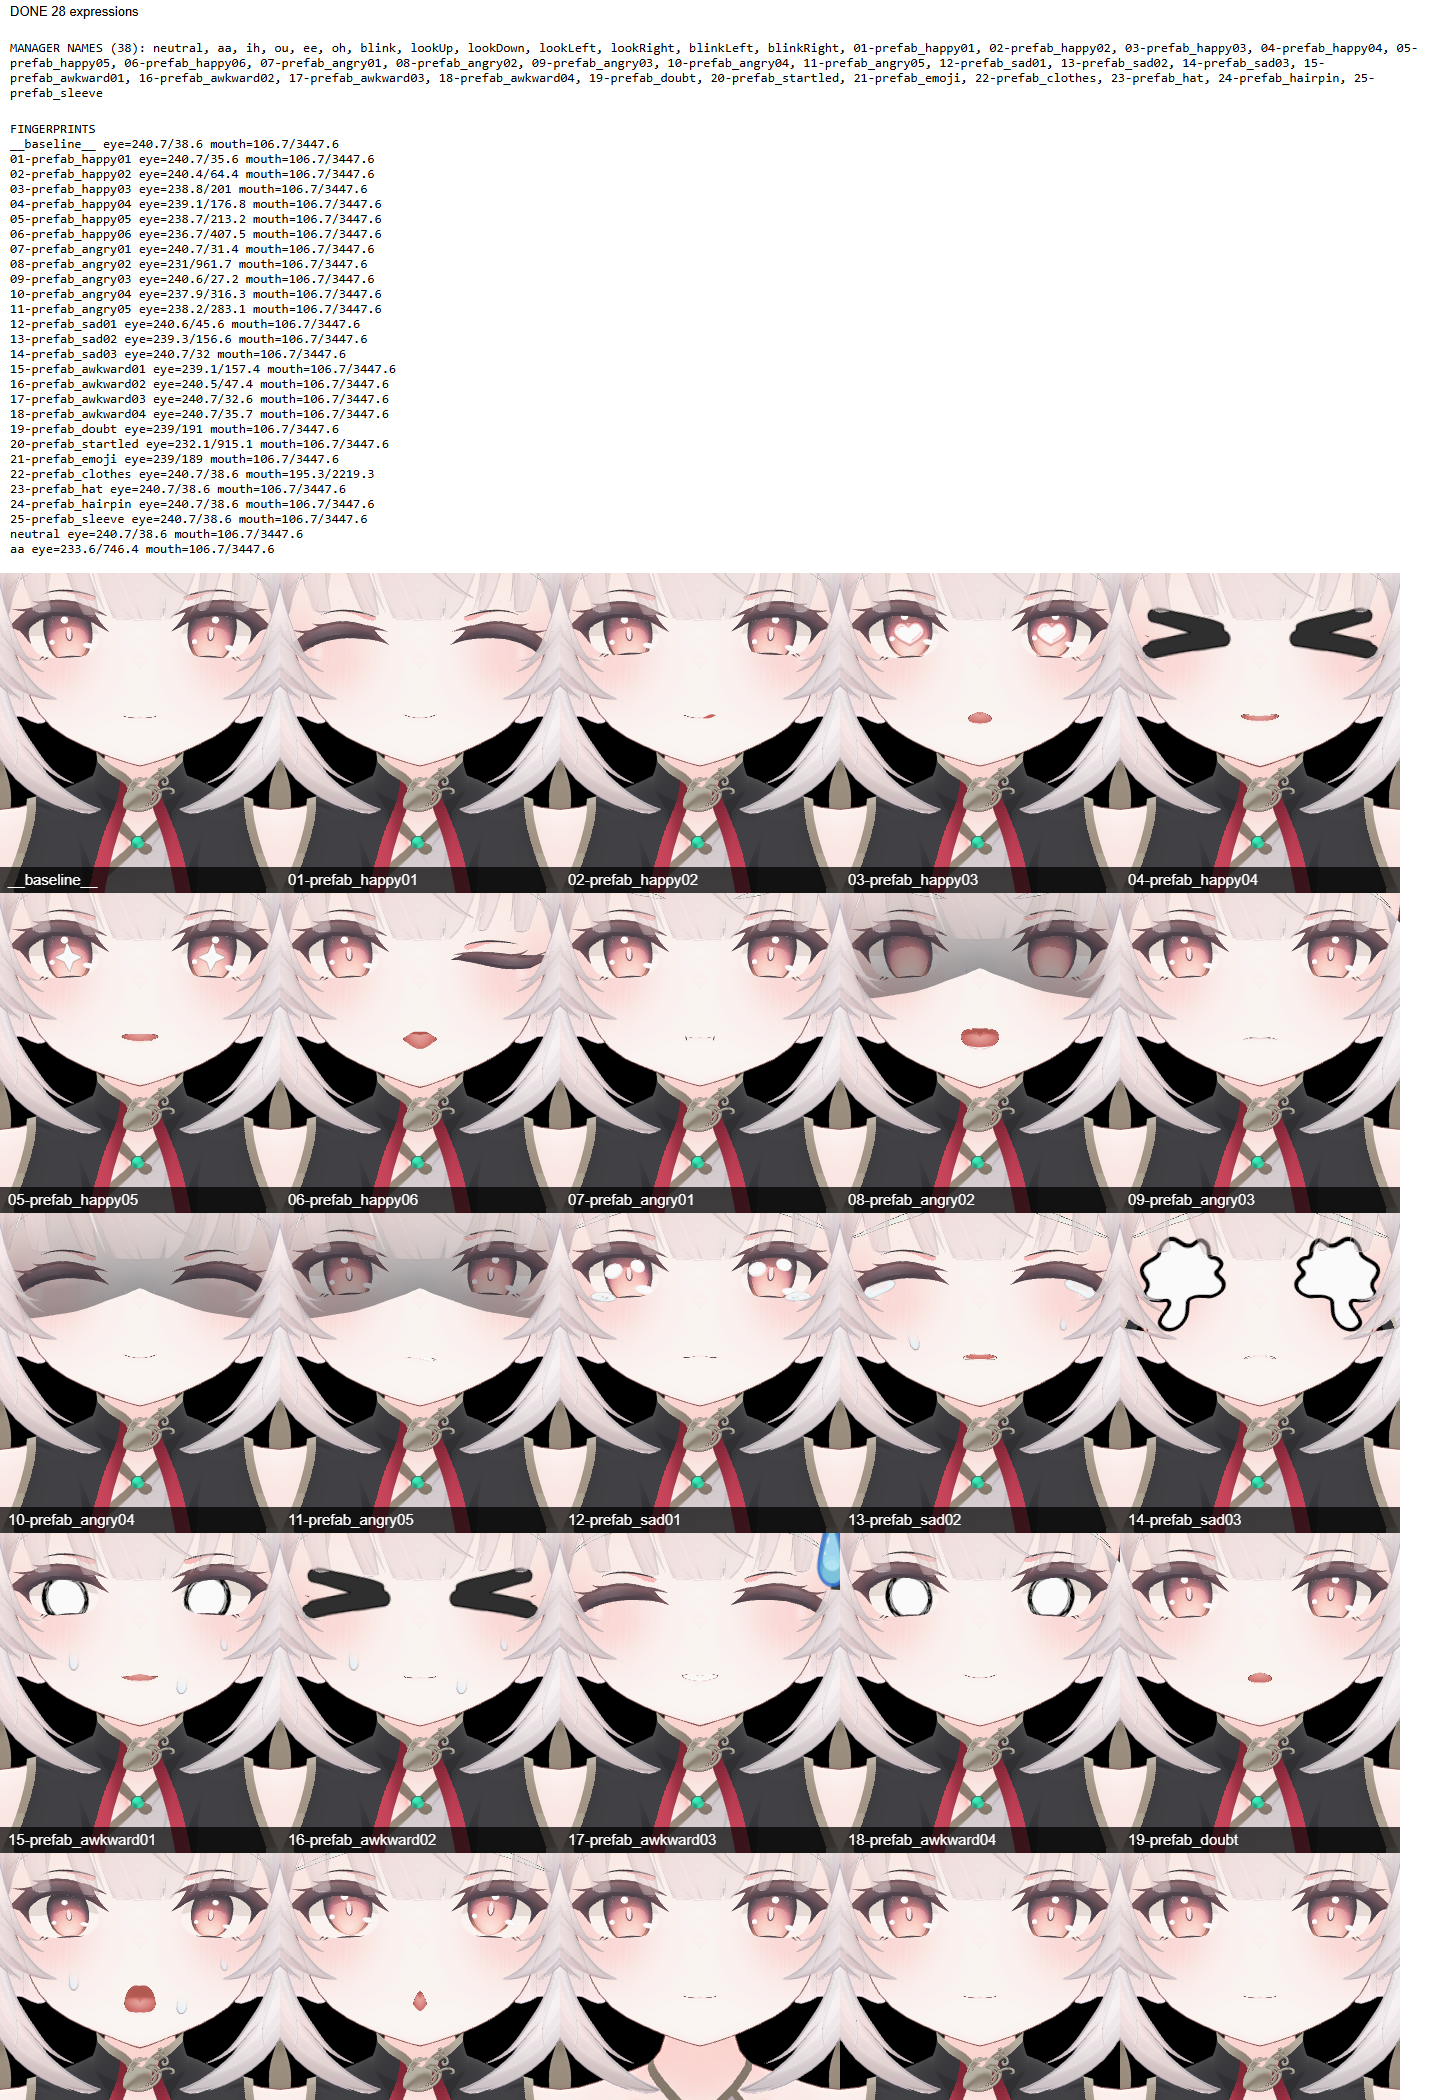 DONE 28 expressions
MANAGER NAMES (38): neutral, aa, ih, ou, ee, oh, blink, lookUp, lookDown, lookLeft, lookRight, blinkLeft, blinkRight, 01-prefab_happy01, 02-prefab_happy02, 03-prefab_happy03, 04-prefab_happy04, 05-
prefab_happy05, 06-prefab_happy06, 07-prefab_angry01, 08-prefab_angry02, 09-prefab_angry03, 10-prefab_angry04, 11-prefab_angry05, 12-prefab_sad01, 13-prefab_sad02, 14-prefab_sad03, 15-
prefab_awkward01, 16-prefab_awkward02, 17-prefab_awkward03, 18-prefab_awkward04, 19-prefab_doubt, 20-prefab_startled, 21-prefab_emoji, 22-prefab_clothes, 23-prefab_hat, 24-prefab_hairpin, 25-
prefab_sleeve
FINGERPRINTS
__baseline__ eye=240.7/38.6 mouth=106.7/3447.6
01-prefab_happy01 eye=240.7/35.6 mouth=106.7/3447.6
02-prefab_happy02 eye=240.4/64.4 mouth=106.7/3447.6
03-prefab_happy03 eye=238.8/201 mouth=106.7/3447.6
04-prefab_happy04 eye=239.1/176.8 mouth=106.7/3447.6
05-prefab_happy05 eye=238.7/213.2 mouth=106.7/3447.6
06-prefab_happy06 eye=236.7/407.5 mouth=106.7/3447.6
07-prefab_angry01 eye=240.7/31.4 mouth=106.7/3447.6
08-prefab_angry02 eye=231/961.7 mouth=106.7/3447.6
09-prefab_angry03 eye=240.6/27.2 mouth=106.7/3447.6
10-prefab_angry04 eye=237.9/316.3 mouth=106.7/3447.6
11-prefab_angry05 eye=238.2/283.1 mouth=106.7/3447.6
12-prefab_sad01 eye=240.6/45.6 mouth=106.7/3447.6
13-prefab_sad02 eye=239.3/156.6 mouth=106.7/3447.6
14-prefab_sad03 eye=240.7/32 mouth=106.7/3447.6
15-prefab_awkward01 eye=239.1/157.4 mouth=106.7/3447.6
16-prefab_awkward02 eye=240.5/47.4 mouth=106.7/3447.6
17-prefab_awkward03 eye=240.7/32.6 mouth=106.7/3447.6
18-prefab_awkward04 eye=240.7/35.7 mouth=106.7/3447.6
19-prefab_doubt eye=239/191 mouth=106.7/3447.6
20-prefab_startled eye=232.1/915.1 mouth=106.7/3447.6
21-prefab_emoji eye=239/189 mouth=106.7/3447.6
22-prefab_clothes eye=240.7/38.6 mouth=195.3/2219.3
23-prefab_hat eye=240.7/38.6 mouth=106.7/3447.6
24-prefab_hairpin eye=240.7/38.6 mouth=106.7/3447.6
25-prefab_sleeve eye=240.7/38.6 mouth=106.7/3447.6
neutral eye=240.7/38.6 mouth=106.7/3447.6
aa eye=233.6/746.4 mouth=106.7/3447.6
__baseline__
01-prefab_happy01
02-prefab_happy02
03-prefab_happy03
04-prefab_happy04
05-prefab_happy05
06-prefab_happy06
07-prefab_angry01
08-prefab_angry02
09-prefab_angry03
10-prefab_angry04
11-prefab_angry05
12-prefab_sad01
13-prefab_sad02
14-prefab_sad03
15-prefab_awkward01
16-prefab_awkward02
17-prefab_awkward03
18-prefab_awkward04
19-prefab_doubt